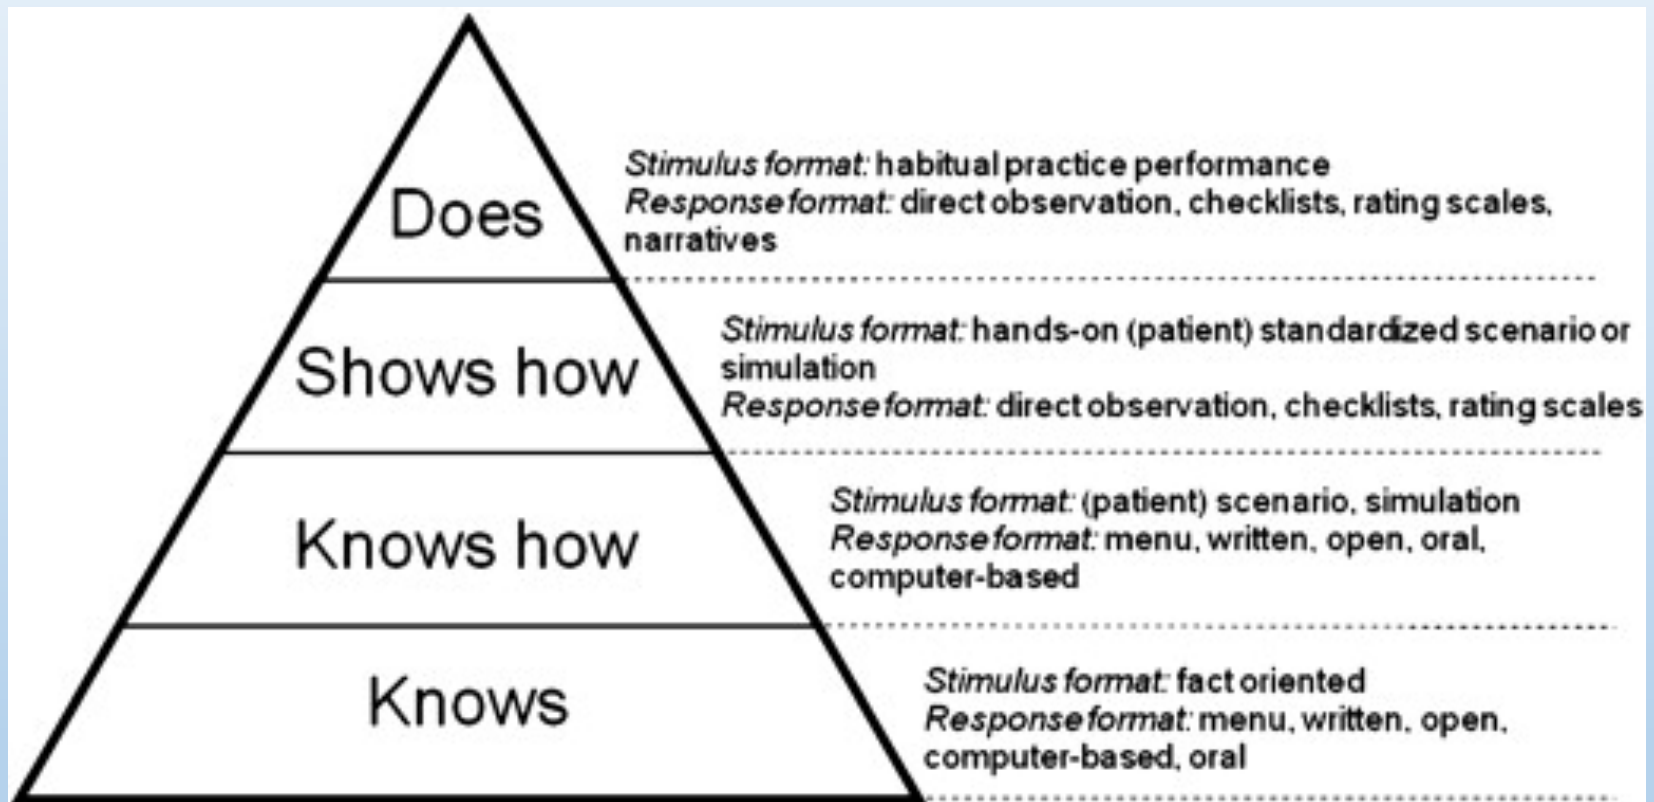 Does
Stimulus format: habitual practice performance
Response format: direct observation, checklists, rating scales,
narratives
Shows how
Stimulus format: hands-on (patient) standardized scenario or
simulation
Response format: direct observation, checklists, rating scales
Knows how
Stimulus format: (patient) scenario, simulation
Response format: menu, written, open, oral,
computer-based
Knows
Stimulus format: fact oriented
Response format: menu, written, open,
computer-based, oral